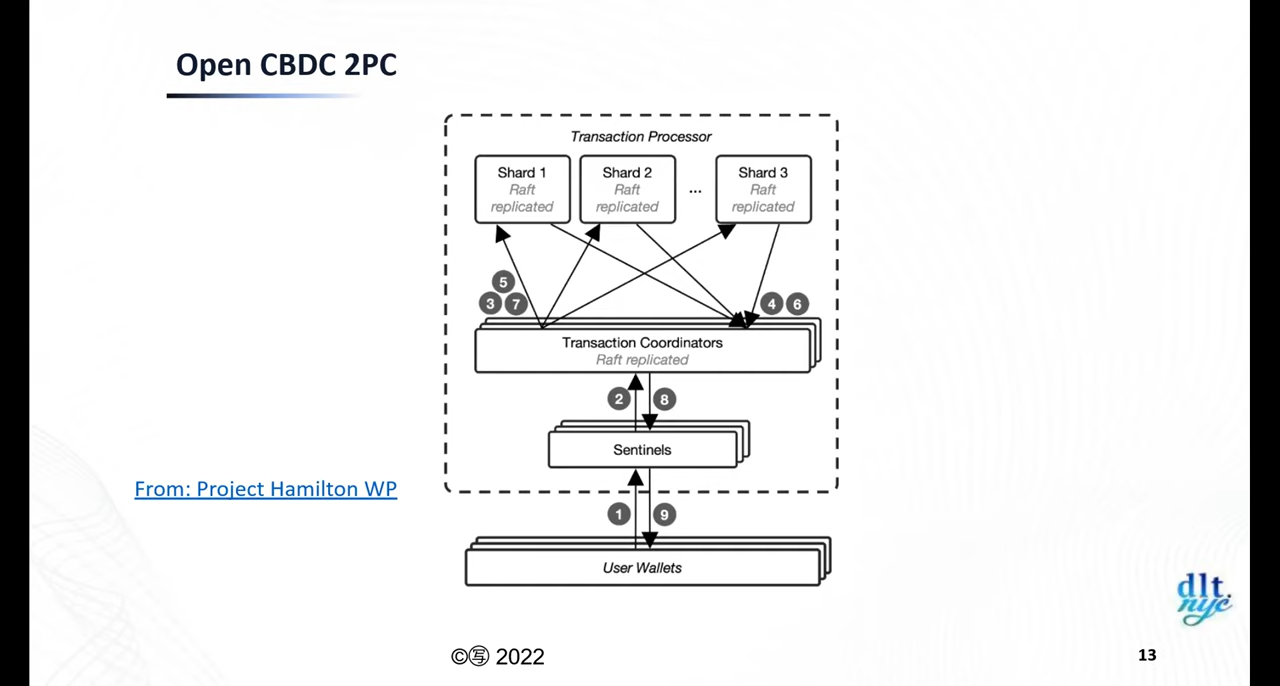 Open CBDC 2PC
Transaction Processor
Shard 1
Raft
replicated
Shard 2
Raft
replicated
...
Shard 3
Raft
replicated
5
3 7
4 6
Transaction Coordinators
Raft replicated
2 8
Sentinels
From: Project Hamilton WP
1 9
User Wallets
dlt.
nyc
©㊢ 2022
13